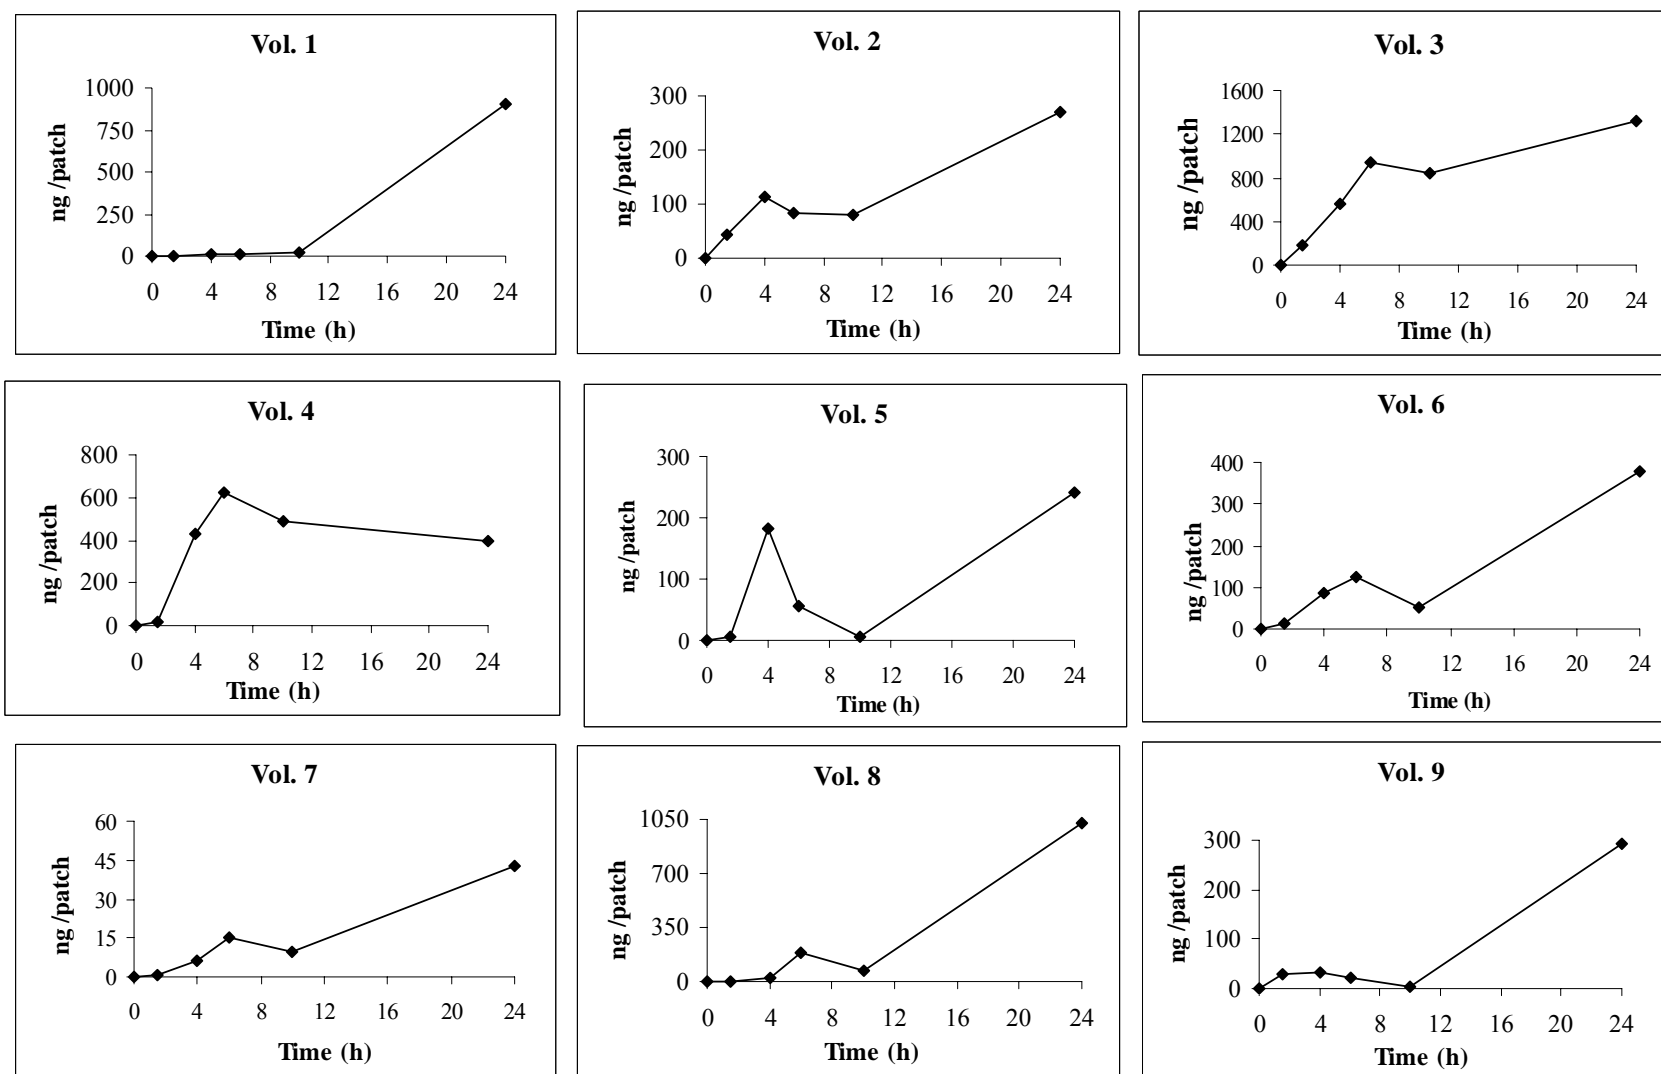 Vol. 1
ng /patch
1000
750
500
250
0
0 4 8 12 16 20 24
Time (h)
Vol. 2
ng /patch
300
200
100
0
0 4 8 12 16 20 24
Time (h)
Vol. 3
ng /patch
1600
1200
800
400
0
0 4 8 12 16 20 24
Time (h)
Vol. 4
ng /patch
800
600
400
200
0
0 4 8 12 16 20 24
Time (h)
Vol. 5
ng /patch
300
200
100
0
0 4 8 12 16 20 24
Time (h)
Vol. 6
ng /patch
400
300
200
100
0
0 4 8 12 16 20 24
Time (h)
Vol. 7
ng /patch
60
45
30
15
0
0 4 8 12 16 20 24
Time (h)
Vol. 8
ng /patch
1050
700
350
0
0 4 8 12 16 20 24
Time (h)
Vol. 9
ng /patch
300
200
100
0
0 4 8 12 16 20 24
Time (h)